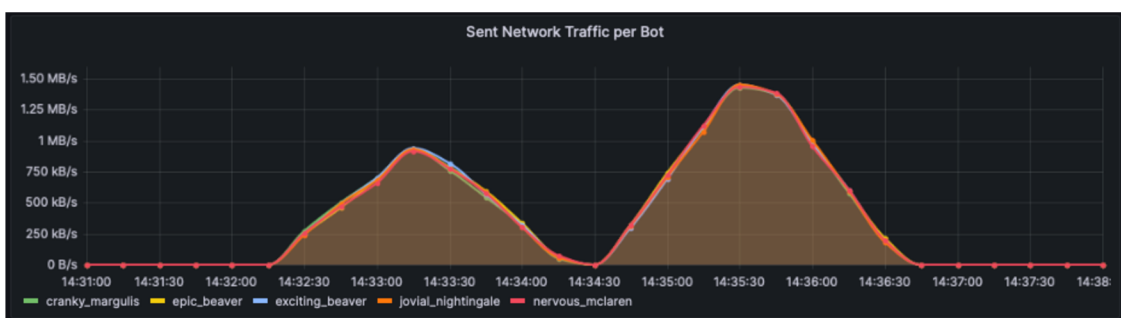 Sent Network Traffic per Bot
1.50 MB/s
1.25 MB/s
1 MB/s
750 kB/s
500 kB/s
250 kB/s
0 B/s
14:31:00 14:31:30 14:32:00 14:32:30 14:33:00 14:33:30 14:34:00 14:34:30 14:35:00 14:35:30 14:36:00 14:36:30 14:37:00 14:37:30 14:38:
cranky_margulis epic_beaver exciting_beaver jovial_nightingale nervous_mclaren